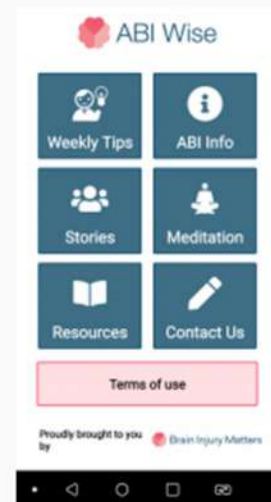 ABI Wise
Weekly Tips
ABI Info
Stories
Meditation
Resources
Contact Us
Terms of use
Proudly brought to you
by
Brain Injury Matters